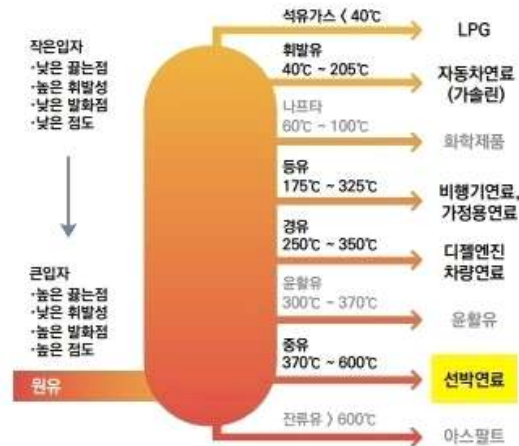 작은입자
·낮은 끓는점
·높은 휘발성
·낮은 발화점
·낮은 점도
큰입자
·높은 끓는점
·낮은 휘발성
·높은 발화점
·높은 점도
원유
석유가스 < 40℃
LPG
휘발유
40℃ ~ 205℃
자동차연료
(가솔린)
나프타
60℃ ~ 100℃
화학제품
등유
175℃ ~ 325℃
비행기연료,
가정용연료
경유
250℃ ~ 350℃
디젤엔진
차량연료
윤활유
300℃ ~ 370℃
윤활유
중유
370℃ ~ 600℃
선박연료
잔류유 > 600℃
아스팔트